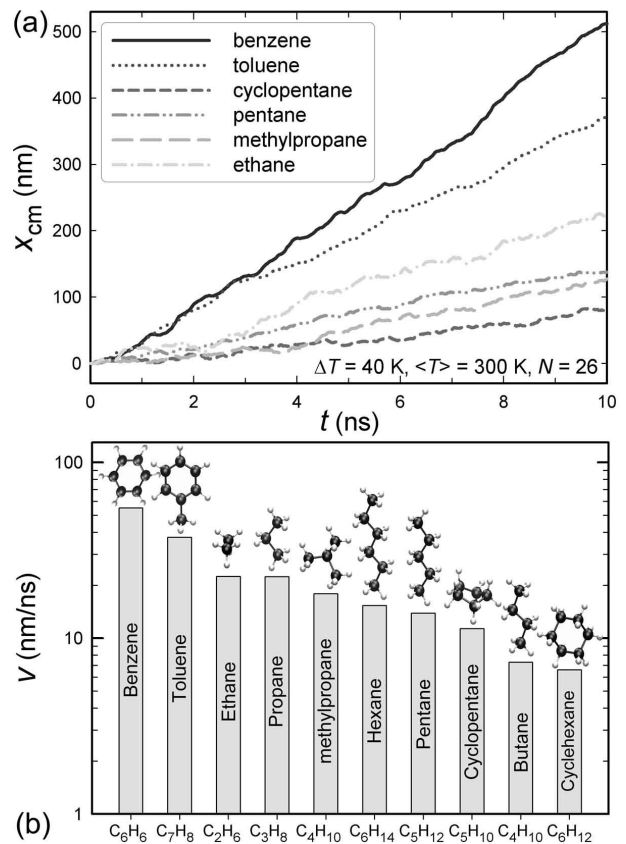 (a)
500
400
300
200
100
0
x_cm (nm)
benzene
toluene
cyclopentane
pentane
methylpropane
ethane
ΔT = 40 K, <T> = 300 K, N = 26
0 2 4 6 8 10
t (ns)
100
10
1
v (nm/ns)
Benzene
Toluene
Ethane
Propane
methylpropane
Hexane
Pentane
Cyclopentane
Butane
Cyclehexane
(b)
C₆H₆ C₇H₈ C₂H₆ C₃H₈ C₄H₁₀ C₆H₁₄ C₅H₁₂ C₅H₁₀ C₄H₁₀ C₆H₁₂